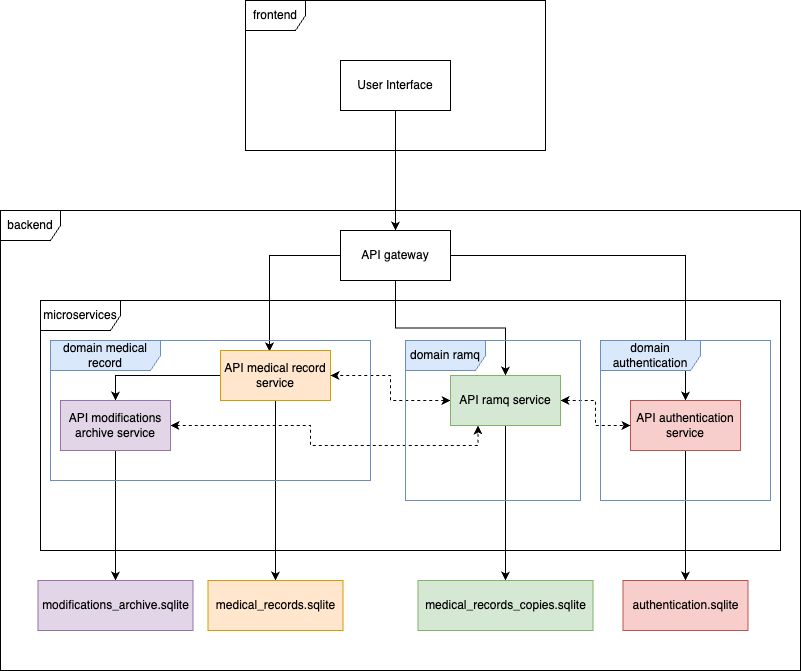 frontend
User Interface
backend
API gateway
microservices
domain medical
record
API medical record
service
API modifications
archive service
domain ramq
API ramq service
domain
authentication
API authentication
service
modifications_archive.sqlite
medical_records.sqlite
medical_records_copies.sqlite
authentication.sqlite